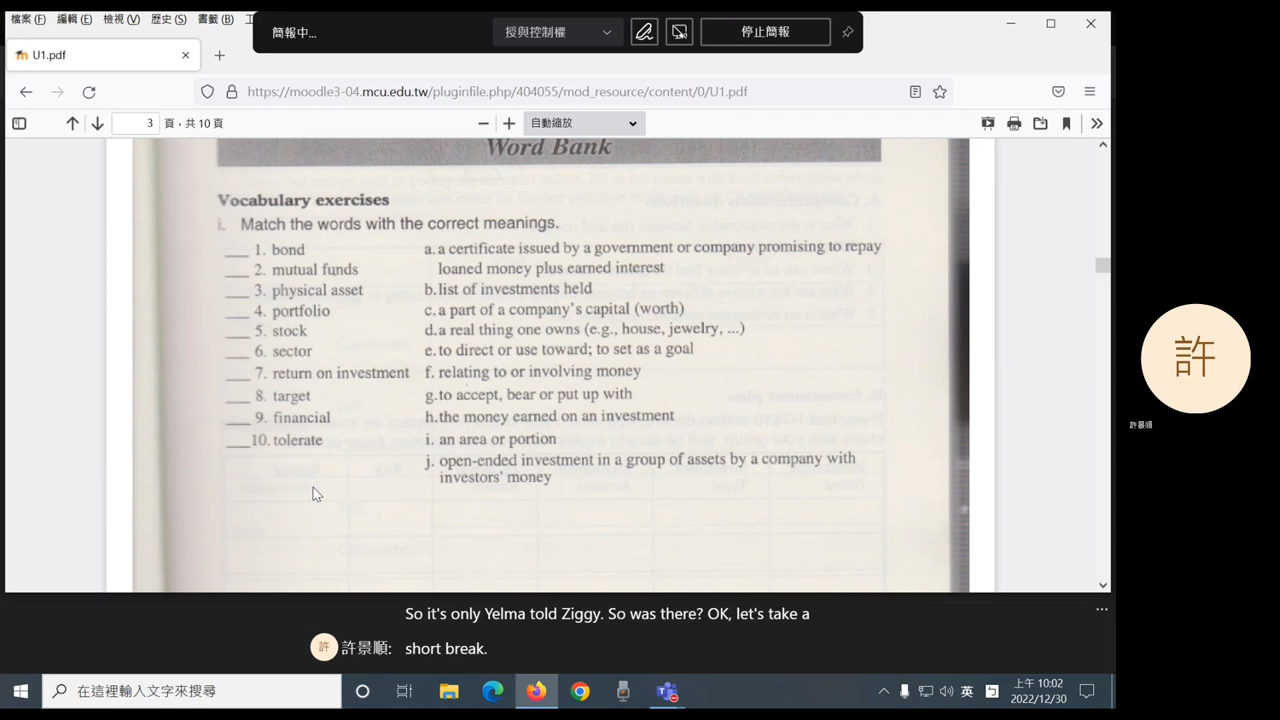 檔案 (F) 編輯 (E) 檢視 (V) 歷史 (S) 書籤 (B)
簡報中...
授與控制權
停止簡報
U1.pdf
https://moodle3-04.mcu.edu.tw/pluginfile.php/404055/mod_resource/content/0/U1.pdf
3 頁，共 10 頁
自動縮放
Word Bank
Vocabulary exercises
i. Match the words with the correct meanings.
___ 1. bond
___ 2. mutual funds
___ 3. physical asset
___ 4. portfolio
___ 5. stock
___ 6. sector
___ 7. return on investment
___ 8. target
___ 9. financial
___ 10. tolerate
a. a certificate issued by a government or company promising to repay
loaned money plus earned interest
b. list of investments held
c. a part of a company's capital (worth)
d. a real thing one owns (e.g., house, jewelry, ...)
e. to direct or use toward; to set as a goal
f. relating to or involving money
g. to accept, bear or put up with
h. the money earned on an investment
i. an area or portion
j. open-ended investment in a group of assets by a company with
investors' money
許
許景順
So it's only Yelma told Ziggy. So was there? OK, let's take a
許 許景順: short break.
在這裡輸入文字來搜尋
英
上午 10:02
2022/12/30